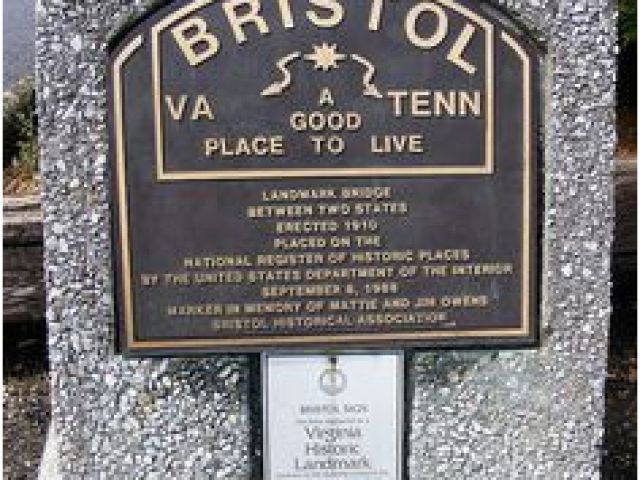 BRISTOL
VA TENN
A
GOOD
PLACE TO LIVE
LANDMARK BRIDGE
BETWEEN TWO STATES
ERECTED 1910
PLACED ON THE
NATIONAL REGISTER OF HISTORIC PLACES
BY THE UNITED STATES DEPARTMENT OF THE INTERIOR
SEPTEMBER 8, 1988
MARKER IN MEMORY OF MATTIE AND JIM OWENS
BRISTOL HISTORICAL ASSOCIATION
BRISTOL SIGN
Virginia
Historic
Landmark